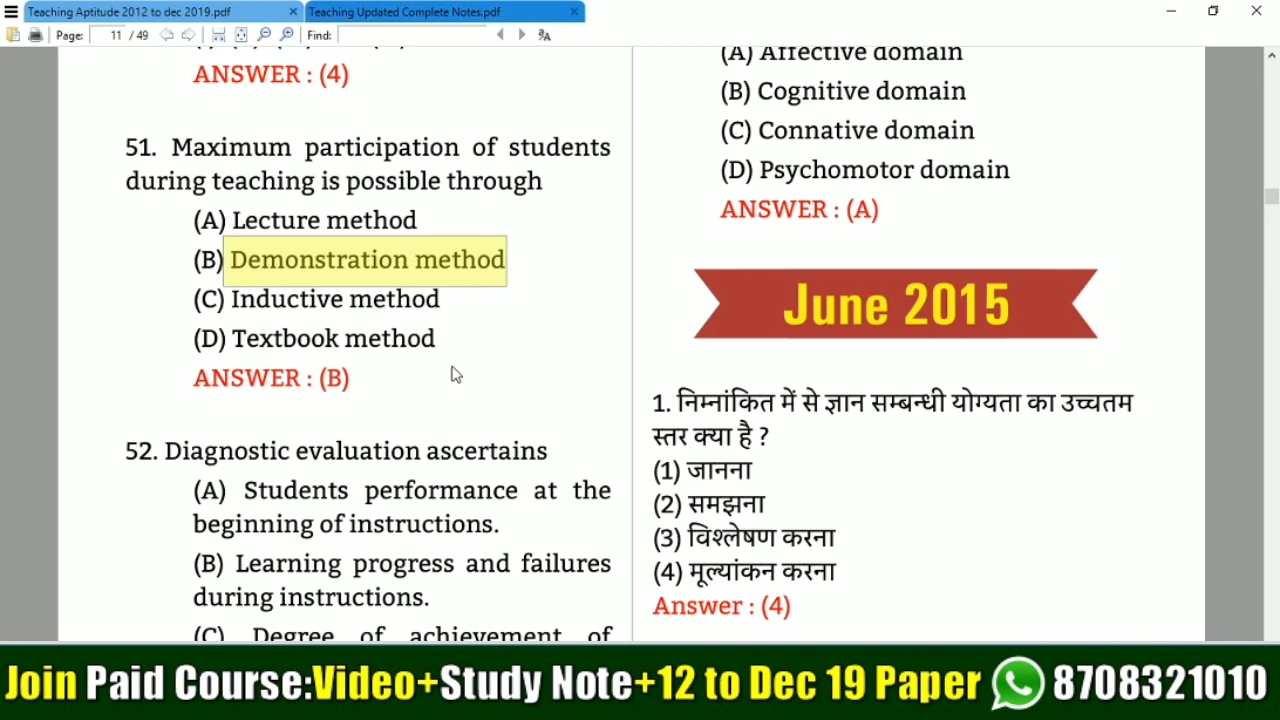 Teaching Aptitude 2012 to dec 2019.pdf
Teaching Updated Complete Notes.pdf
Page: 11 / 49
Find:
ANSWER : (4)
51. Maximum participation of students
during teaching is possible through
(A) Lecture method
(B) Demonstration method
(C) Inductive method
(D) Textbook method
ANSWER : (B)
52. Diagnostic evaluation ascertains
(A) Students performance at the
beginning of instructions.
(B) Learning progress and failures
during instructions.
(C) Degree of achievement of
(A) Affective domain
(B) Cognitive domain
(C) Connative domain
(D) Psychomotor domain
ANSWER : (A)
June 2015
1. निम्नांकित में से ज्ञान सम्बन्धी योग्यता का उच्चतम
स्तर क्या है ?
(1) जानना
(2) समझना
(3) विश्लेषण करना
(4) मूल्यांकन करना
Answer : (4)
Join Paid Course:Video+Study Note+12 to Dec 19 Paper 8708321010